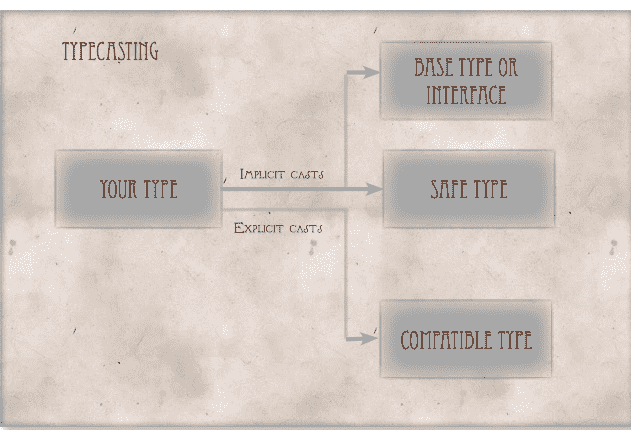 TYPECASTING
BASE TYPE OR
INTERFACE
YOUR TYPE
IMPLICIT CASTS
SAFE TYPE
EXPLICIT CASTS
COMPATIBLE TYPE